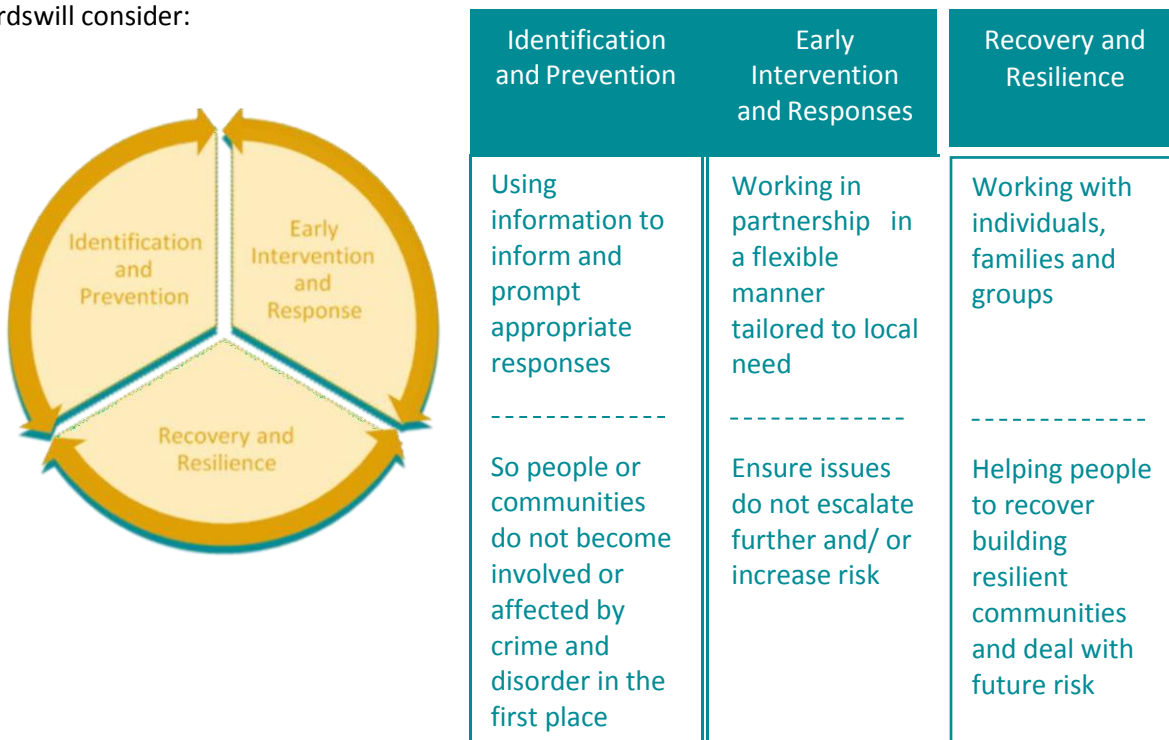 rdswill consider:
Identification
and
Prevention
Early
Intervention
and
Response
Recovery and
Resilience
Identification
and Prevention
Using
information to
inform and
prompt
appropriate
responses
-------------
So people or
communities
do not become
involved or
affected by
crime and
disorder in the
first place
Early
Intervention
and Responses
Working in
partnership in
a flexible
manner
tailored to local
need
-------------
Ensure issues
do not escalate
further and/ or
increase risk
Recovery and
Resilience
Working with
individuals,
families and
groups
-------------
Helping people
to recover
building
resilient
communities
and deal with
future risk